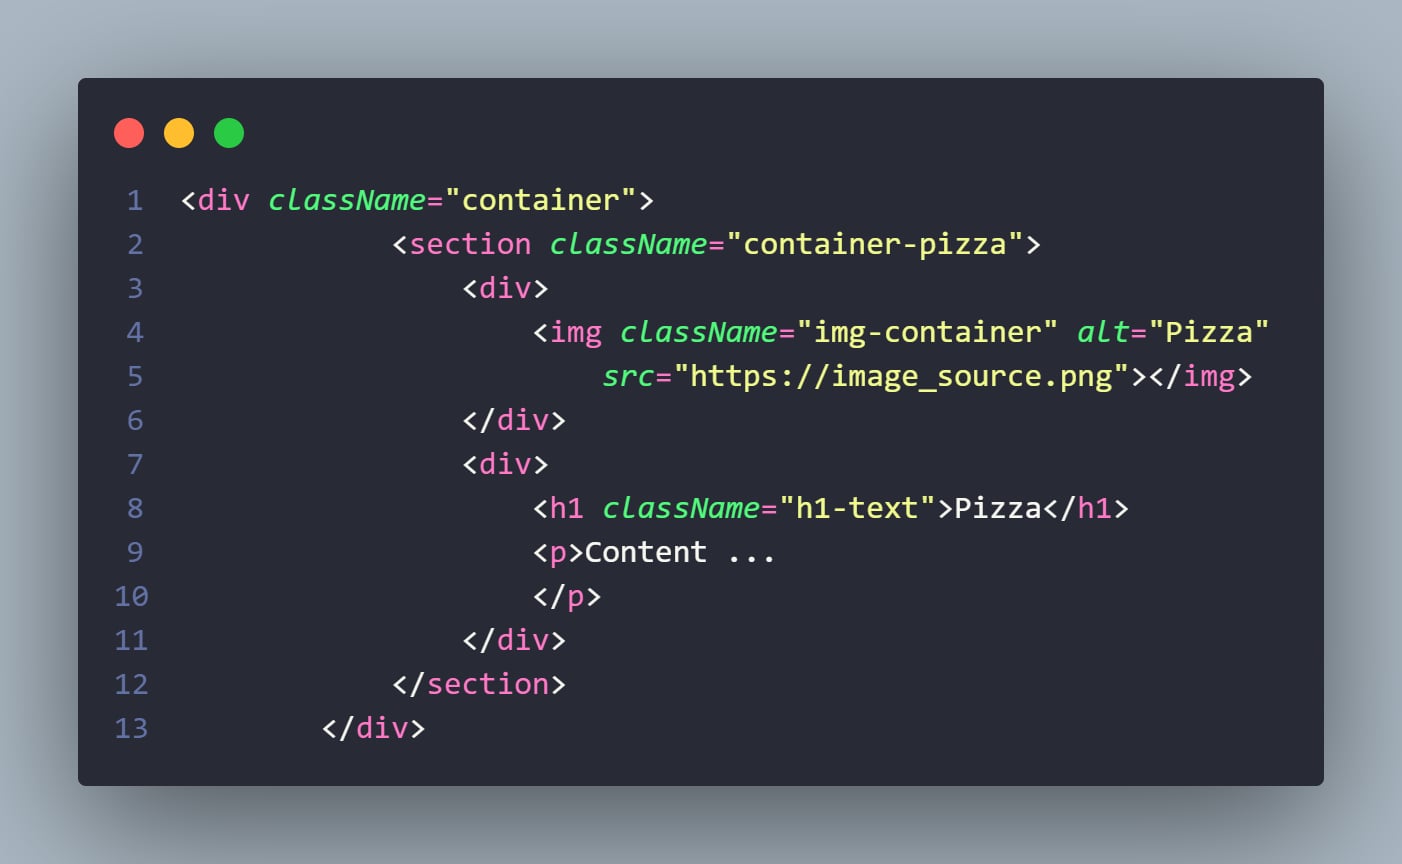 1 <div className="container">
2 <section className="container-pizza">
3 <div>
4 <img className="img-container" alt="Pizza"
5 src="https://image_source.png"></img>
6 </div>
7 <div>
8 <h1 className="h1-text">Pizza</h1>
9 <p>Content ...
10 </p>
11 </div>
12 </section>
13 </div>